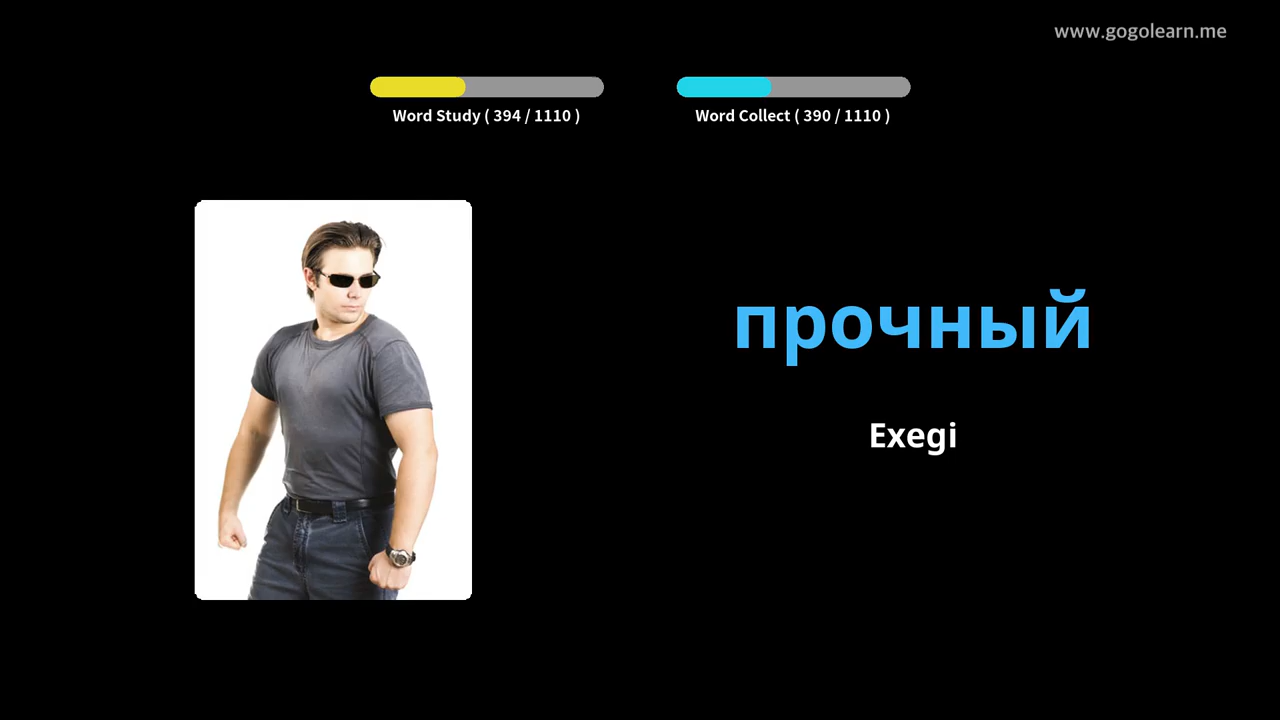 www.gogolearn.me
Word Study ( 394 / 1110 )
Word Collect ( 390 / 1110 )
прочный
Exegi